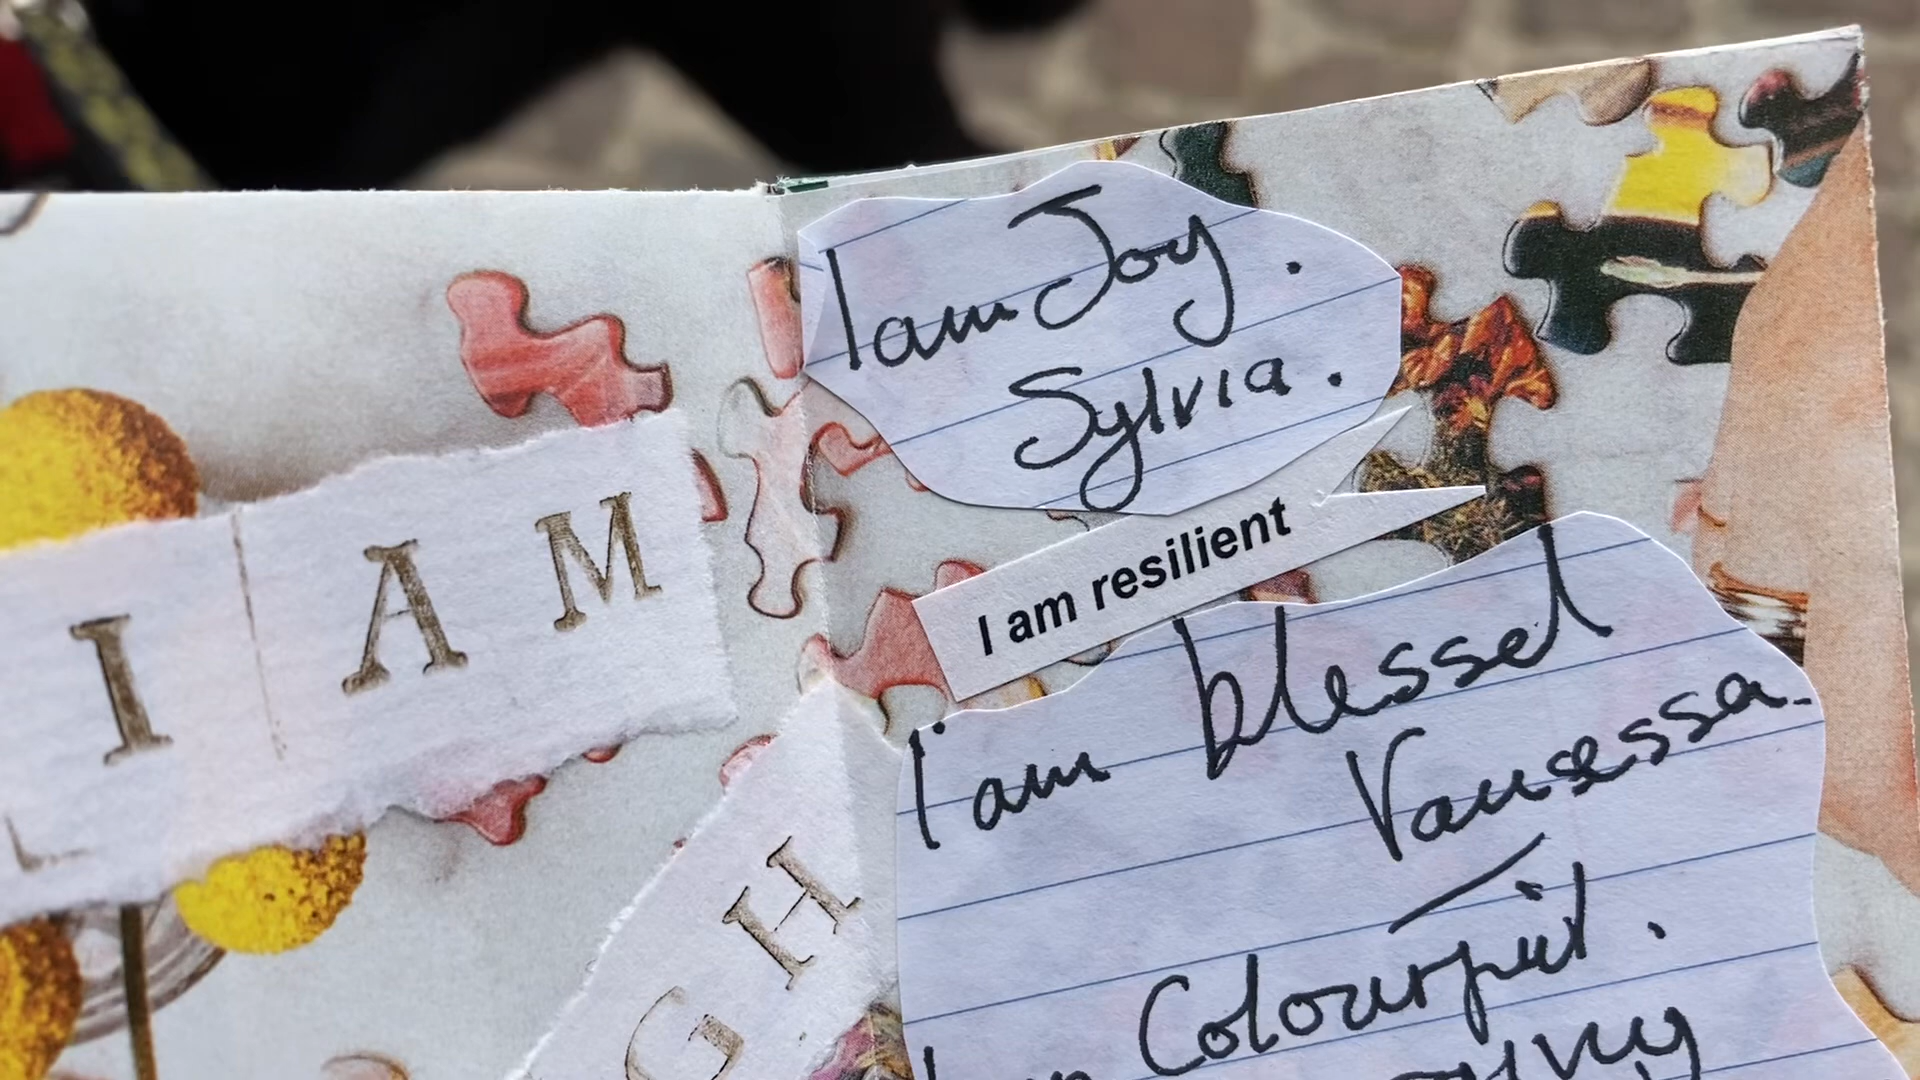 I AM
GH
I am Joy.
Sylvia.
I am resilient
I am blessed
Vanessa.
Colourful.